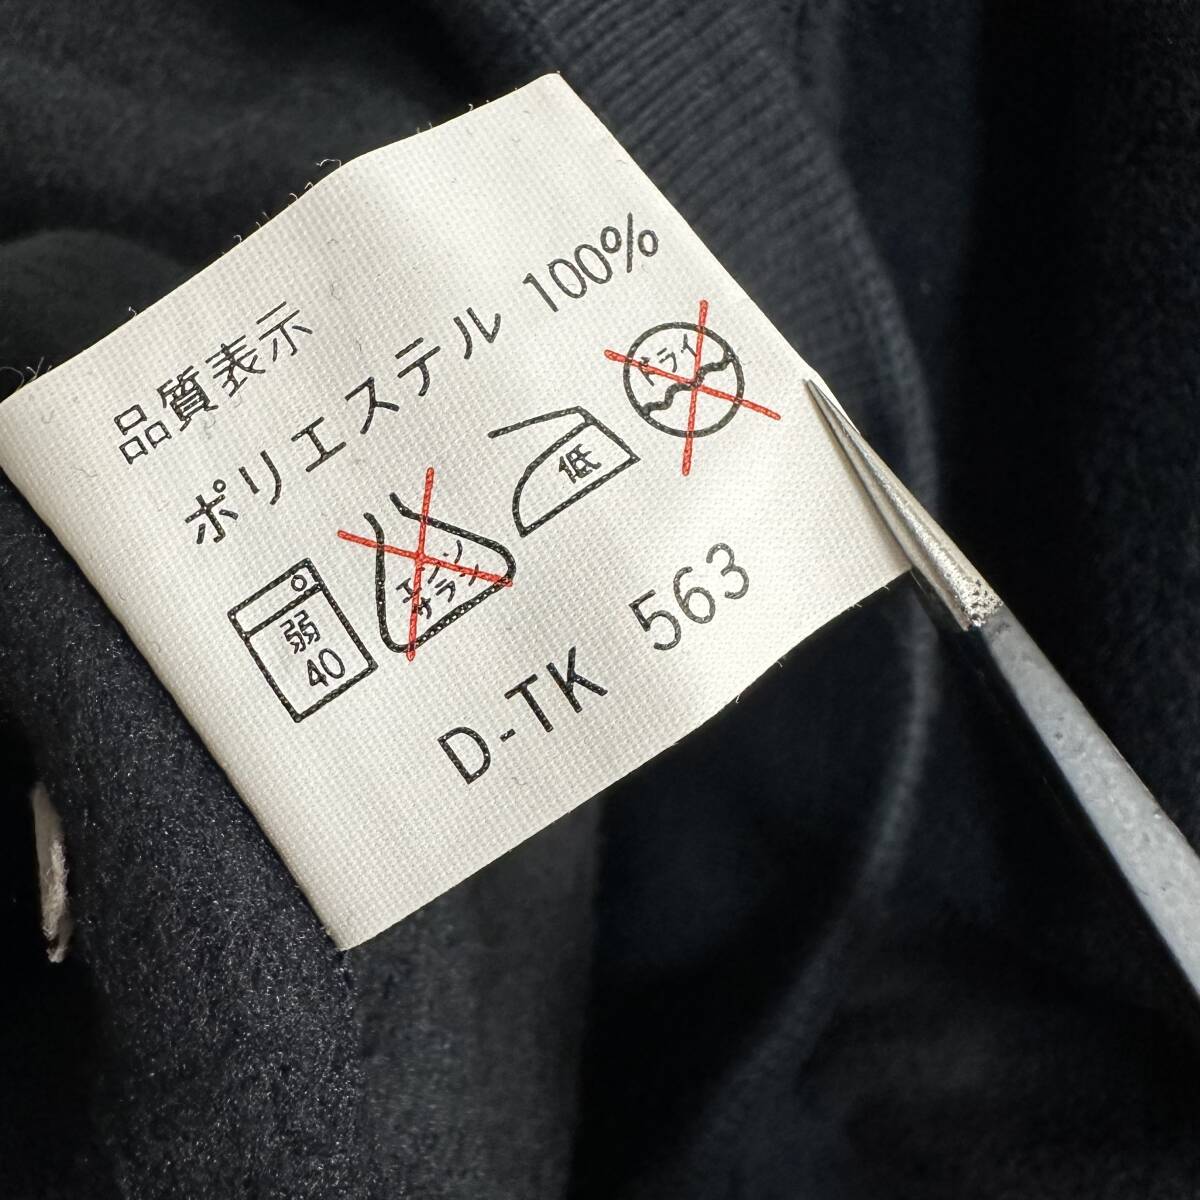 品質表示
ポリエステル 100%
弱 40
エンソ サラシ
低
ドライ
D-TK 563